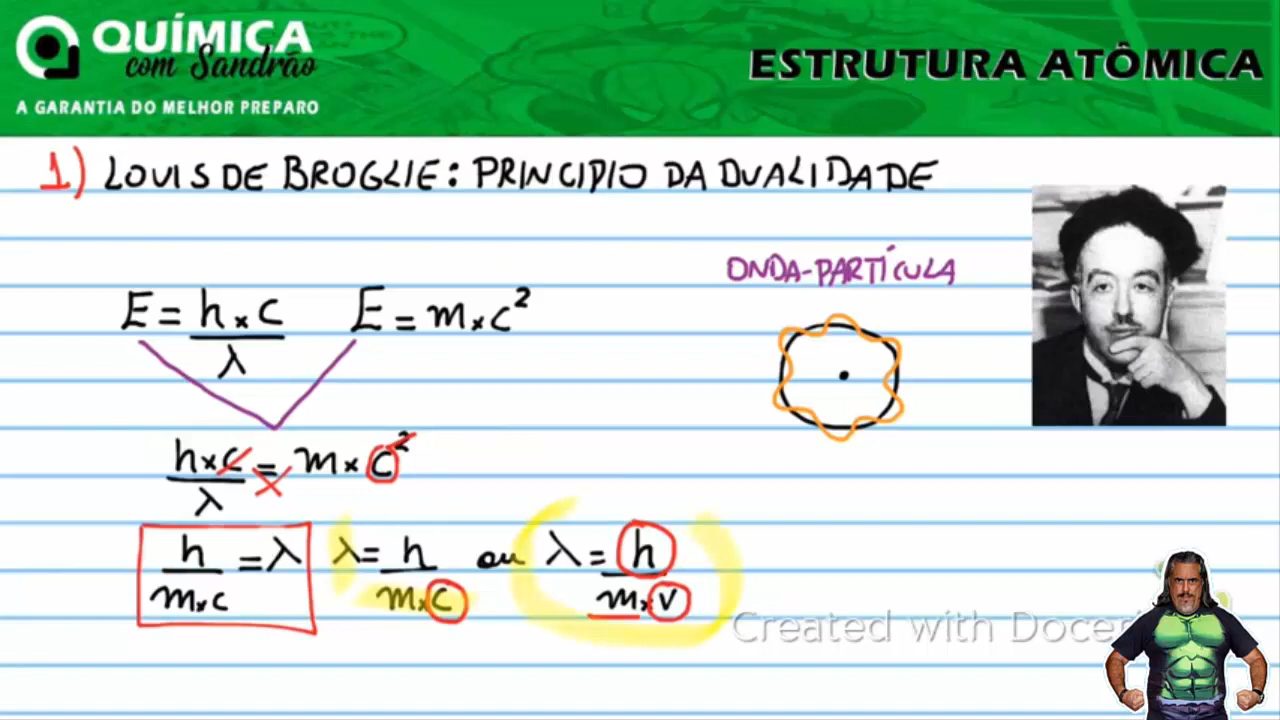 QUÍMICA
com Sandrão
A GARANTIA DO MELHOR PREPARO
ESTRUTURA ATÔMICA
1) LOUIS DE BROGLIE: PRINCIPIO DA DUALIDADE
ONDA-PARTÍCULA
E = h x c / λ E = m x c²
h x c / λ = m x c²
h / m x c = λ λ = h / m x c ou λ = h / m x v
Created with Doceri